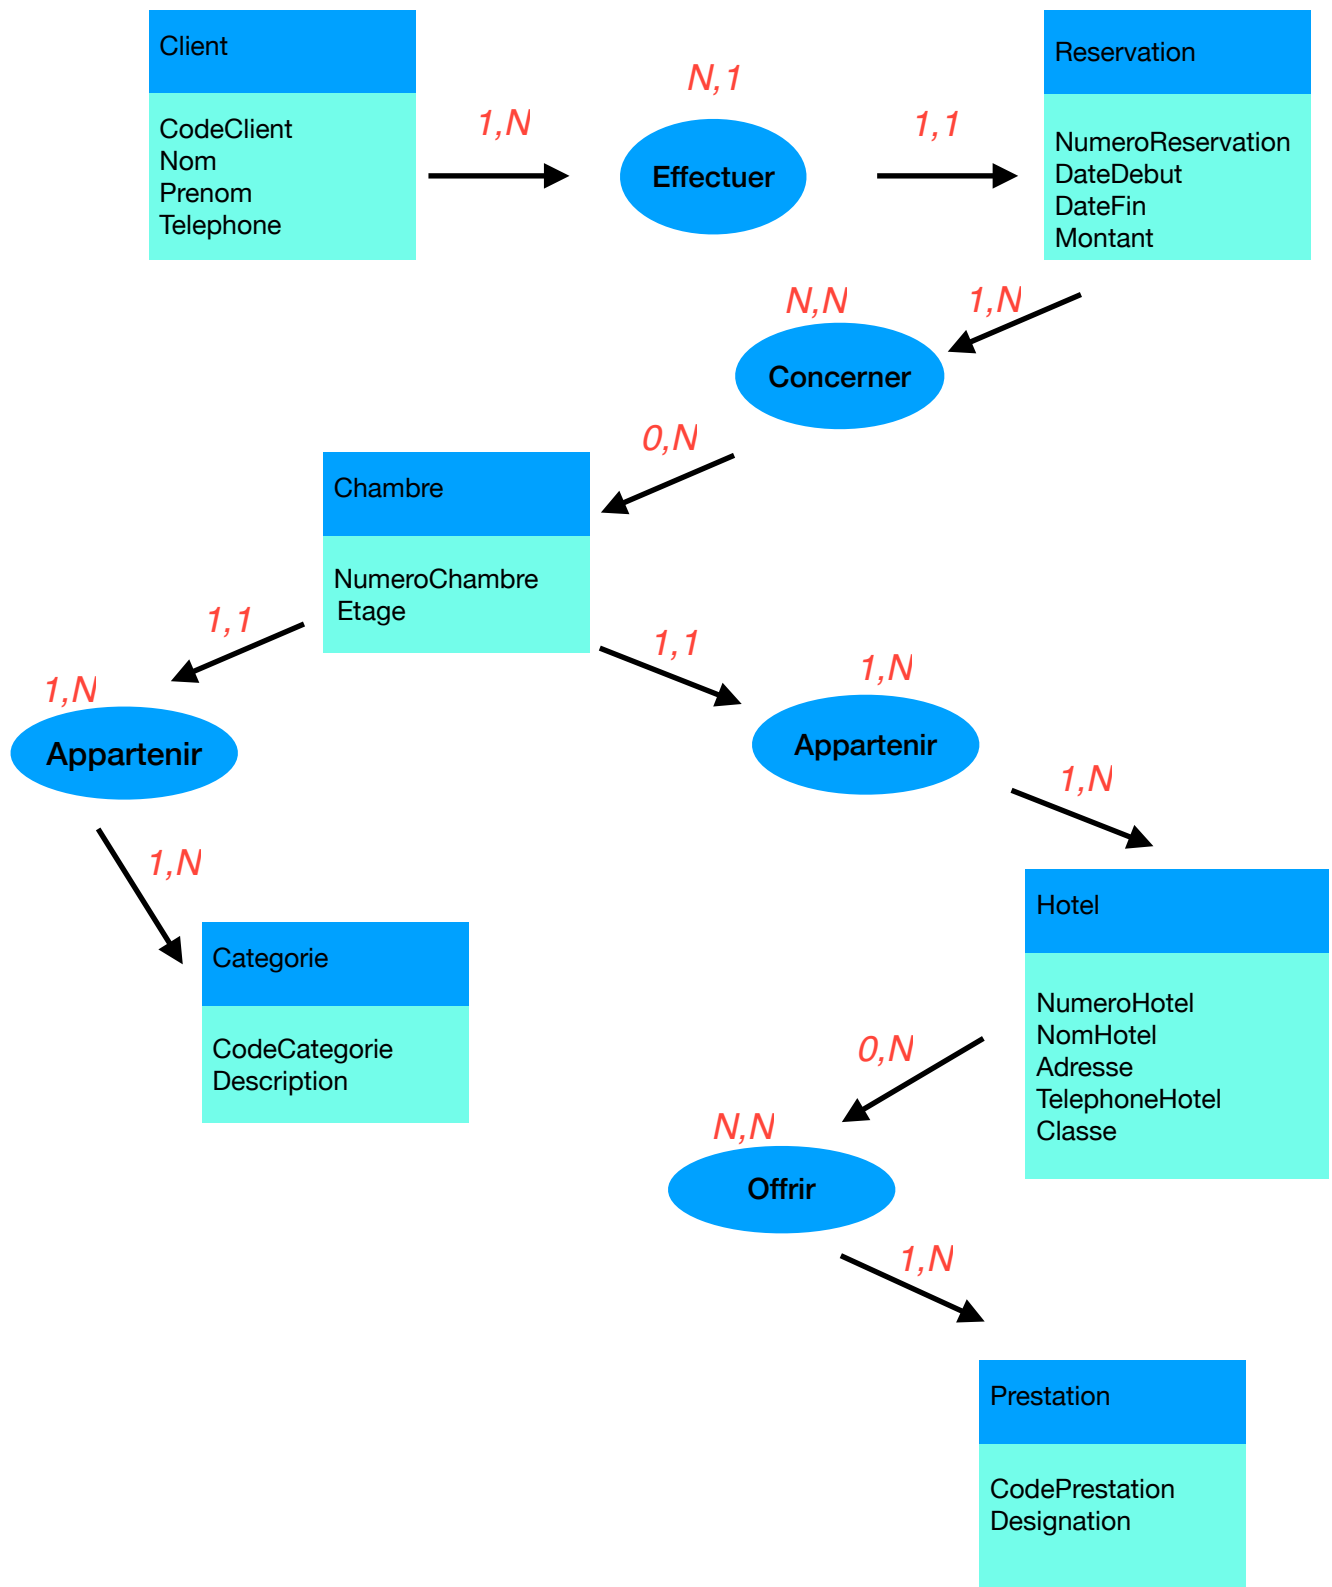 Client
CodeClient
Nom
Prenom
Telephone
1,N
N,1
Effectuer
1,1
Reservation
NumeroReservation
DateDebut
DateFin
Montant
1,N
N,N
Concerner
0,N
Chambre
NumeroChambre
Etage
1,1
1,N
Appartenir
1,N
Categorie
CodeCategorie
Description
1,1
1,N
Appartenir
1,N
Hotel
NumeroHotel
NomHotel
Adresse
TelephoneHotel
Classe
0,N
N,N
Offrir
1,N
Prestation
CodePrestation
Designation